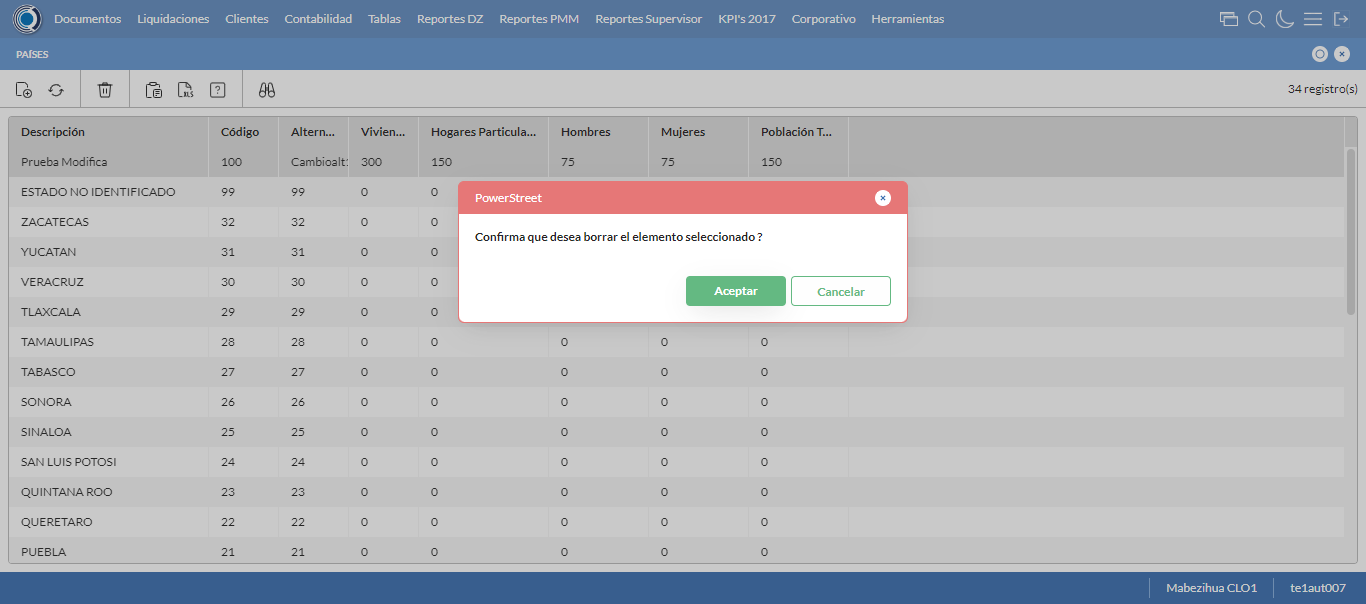 Documentos Liquidaciones Clientes Contabilidad Tablas Reportes DZ Reportes PMM Reportes Supervisor KPI's 2017 Corporativo Herramientas
PAÍSES
XLS ? 34 registro(s)
Descripción Código Altern... Vivien... Hogares Particula... Hombres Mujeres Población T...
Prueba Modifica 100 Cambioalt1 300 150 75 75 150
ESTADO NO IDENTIFICADO 99 99 0 0
ZACATECAS 32 32 0 0
YUCATAN 31 31 0 0
VERACRUZ 30 30 0 0
TLAXCALA 29 29 0 0
PowerStreet
Confirma que desea borrar el elemento seleccionado ?
Aceptar Cancelar
TAMAULIPAS 28 28 0 0 0 0 0
TABASCO 27 27 0 0 0 0 0
SONORA 26 26 0 0 0 0 0
SINALOA 25 25 0 0 0 0 0
SAN LUIS POTOSI 24 24 0 0 0 0 0
QUINTANA ROO 23 23 0 0 0 0 0
QUERETARO 22 22 0 0 0 0 0
PUEBLA 21 21 0 0 0 0 0
Mabezihua CLO1 te1aut007